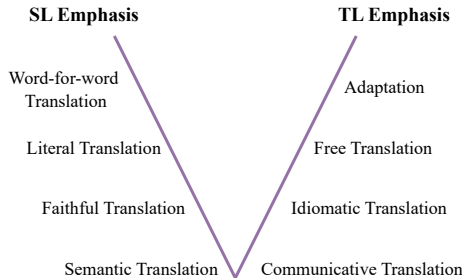 SL Emphasis
TL Emphasis
Word-for-word
Translation
Adaptation
Literal Translation
Free Translation
Faithful Translation
Idiomatic Translation
Semantic Translation
Communicative Translation